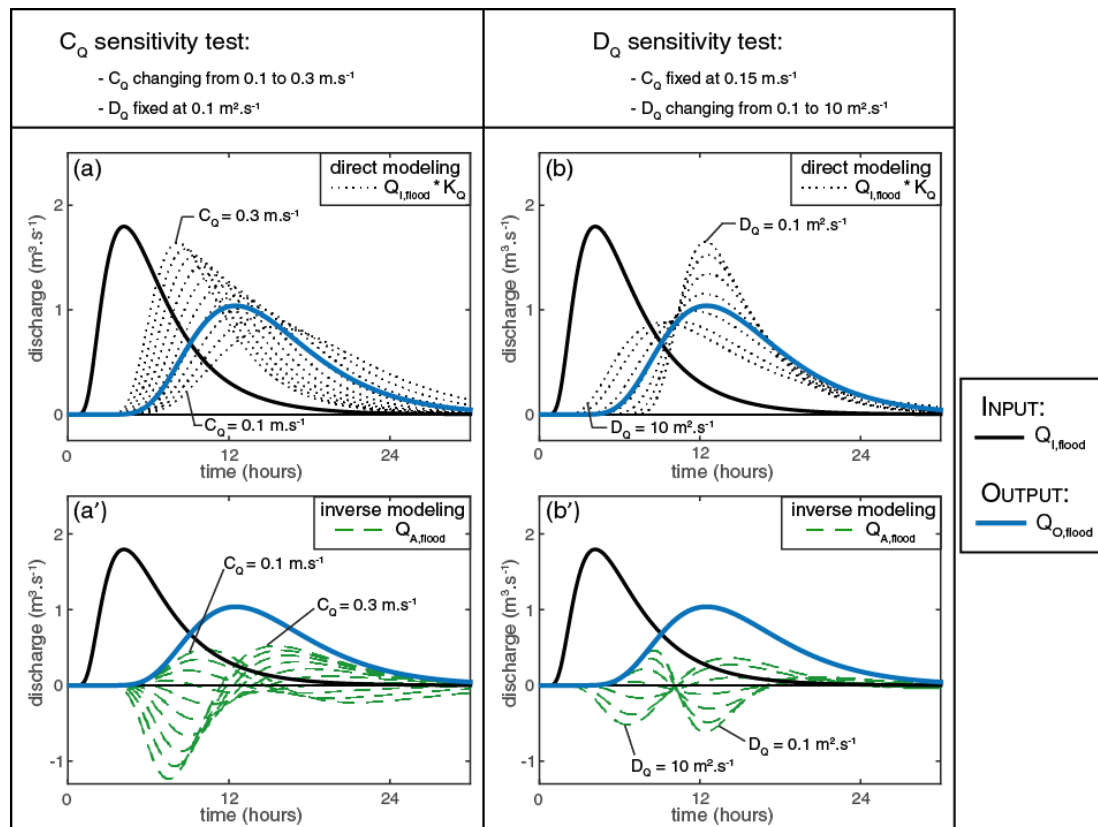 C_Q sensitivity test:
- C_Q changing from 0.1 to 0.3 m.s⁻¹
- D_Q fixed at 0.1 m².s⁻¹
D_Q sensitivity test:
- C_Q fixed at 0.15 m.s⁻¹
- D_Q changing from 0.1 to 10 m².s⁻¹
(a)
direct modeling
Q_I,flood * K_Q
C_Q = 0.3 m.s⁻¹
C_Q = 0.1 m.s⁻¹
discharge (m³.s⁻¹)
2
1
0
0 12 24
time (hours)
(b)
direct modeling
Q_I,flood * K_Q
D_Q = 0.1 m².s⁻¹
D_Q = 10 m².s⁻¹
discharge (m³.s⁻¹)
2
1
0
0 12 24
time (hours)
(a')
inverse modeling
Q_A,flood
C_Q = 0.1 m.s⁻¹
C_Q = 0.3 m.s⁻¹
discharge (m³.s⁻¹)
2
1
0
-1
0 12 24
time (hours)
(b')
inverse modeling
Q_A,flood
D_Q = 0.1 m².s⁻¹
D_Q = 10 m².s⁻¹
discharge (m³.s⁻¹)
2
1
0
-1
0 12 24
time (hours)
INPUT:
Q_I,flood
OUTPUT:
Q_O,flood